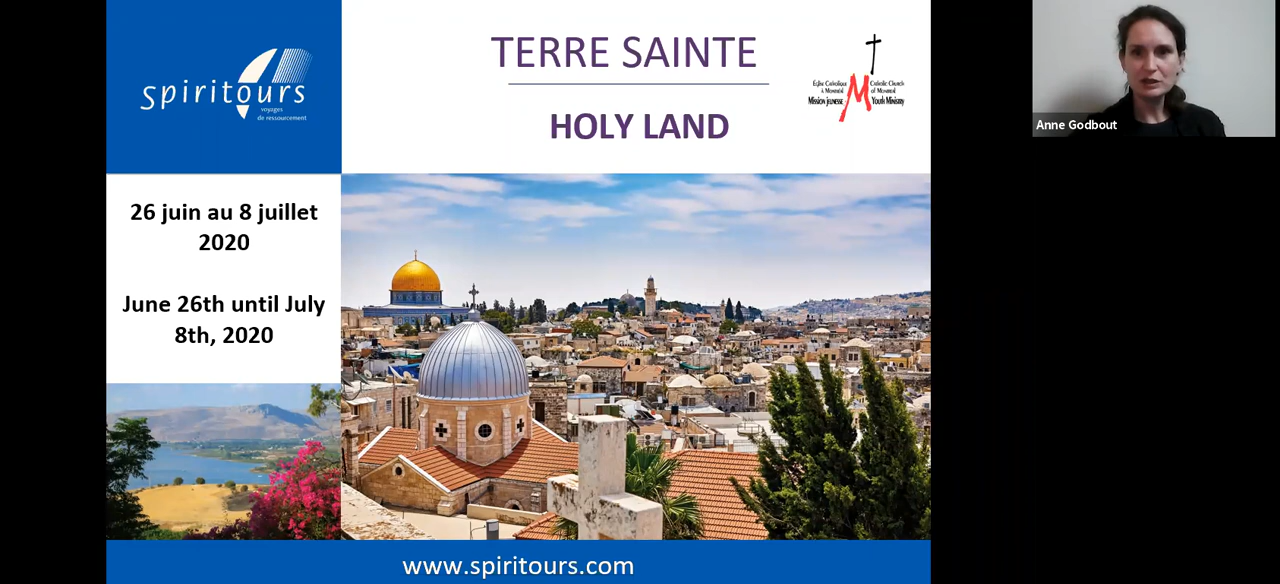 spiritours
voyages
de ressourcement
TERRE SAINTE
HOLY LAND
Église Catholique
à Montréal
Mission jeunesse
Catholic Church
of Montreal
Youth Ministry
M
Anne Godbout
26 juin au 8 juillet
2020
June 26th until July
8th, 2020
www.spiritours.com